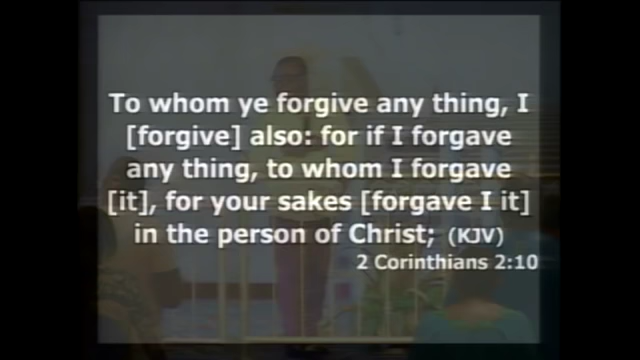 To whom ye forgive any thing, I
[forgive] also: for if I forgave
any thing, to whom I forgave
[it], for your sakes [forgave I it]
in the person of Christ; (KJV)
2 Corinthians 2:10